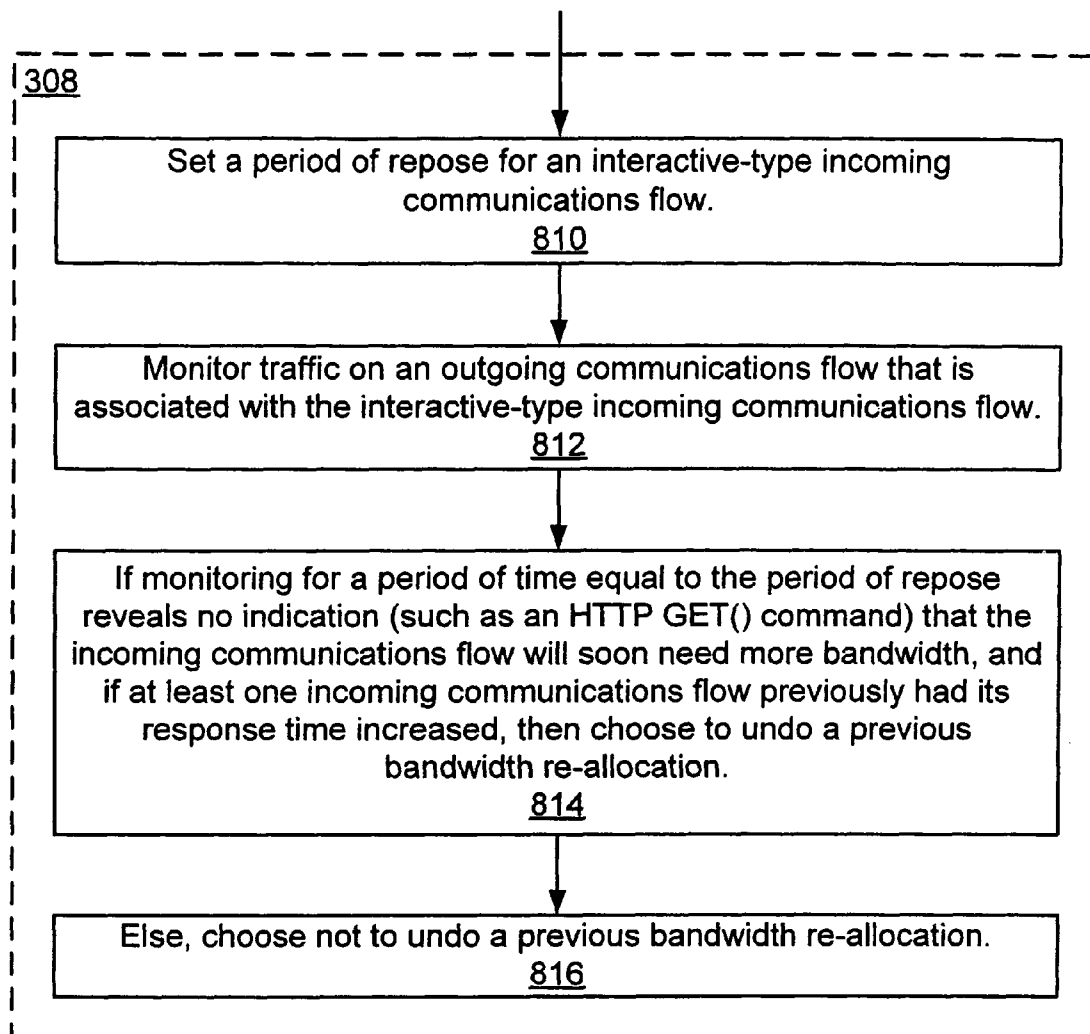 308
Set a period of repose for an interactive-type incoming
communications flow.
810
Monitor traffic on an outgoing communications flow that is
associated with the interactive-type incoming communications flow.
812
If monitoring for a period of time equal to the period of repose
reveals no indication (such as an HTTP GET() command) that the
incoming communications flow will soon need more bandwidth, and
if at least one incoming communications flow previously had its
response time increased, then choose to undo a previous
bandwidth re-allocation.
814
Else, choose not to undo a previous bandwidth re-allocation.
816